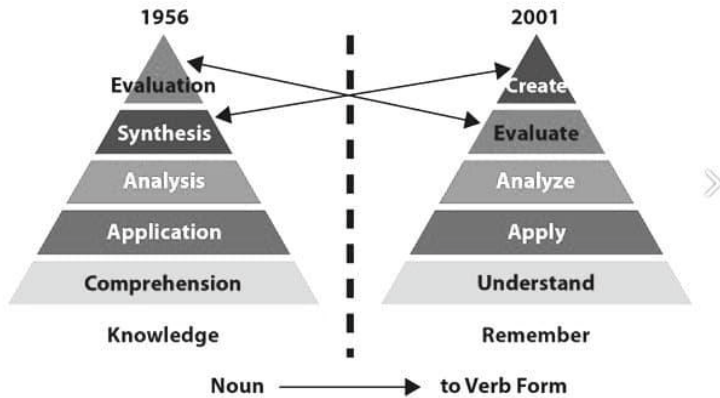 1956
Evaluation
Synthesis
Analysis
Application
Comprehension
Knowledge
2001
Create
Evaluate
Analyze
Apply
Understand
Remember
Noun to Verb Form